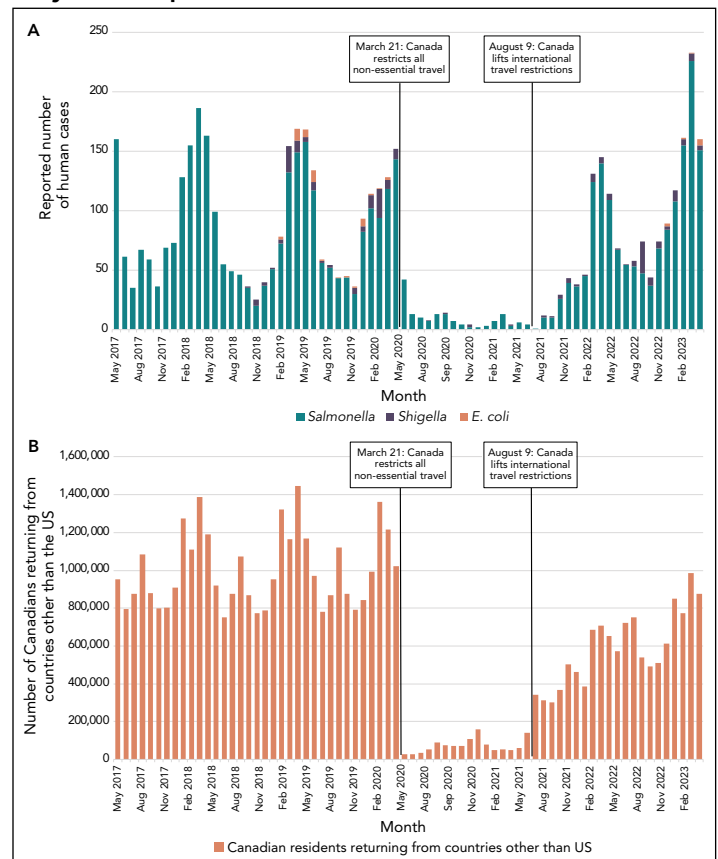 A
250
200
150
100
50
0
Reported number
of human cases
March 21: Canada
restricts all
non-essential travel
August 9: Canada
lifts international
travel restrictions
May 2017
Aug 2017
Nov 2017
Feb 2018
May 2018
Aug 2018
Nov 2018
Feb 2019
May 2019
Aug 2019
Nov 2019
Feb 2020
May 2020
Aug 2020
Sep 2020
Nov 2020
Feb 2021
May 2021
Aug 2021
Nov 2021
Feb 2022
May 2022
Aug 2022
Nov 2022
Feb 2023
Month
Salmonella Shigella E. coli
B
1,600,000
1,400,000
1,200,000
1,000,000
800,000
600,000
400,000
200,000
0
Number of Canadians returning from
countries other than the US
March 21: Canada
restricts all
non-essential travel
August 9: Canada
lifts international
travel restrictions
May 2017
Aug 2017
Nov 2017
Feb 2018
May 2018
Aug 2018
Nov 2018
Feb 2019
May 2019
Aug 2019
Nov 2019
Feb 2020
May 2020
Aug 2020
Sep 2020
Nov 2020
Feb 2021
May 2021
Aug 2021
Nov 2021
Feb 2022
May 2022
Aug 2022
Nov 2022
Feb 2023
Month
Canadian residents returning from countries other than US